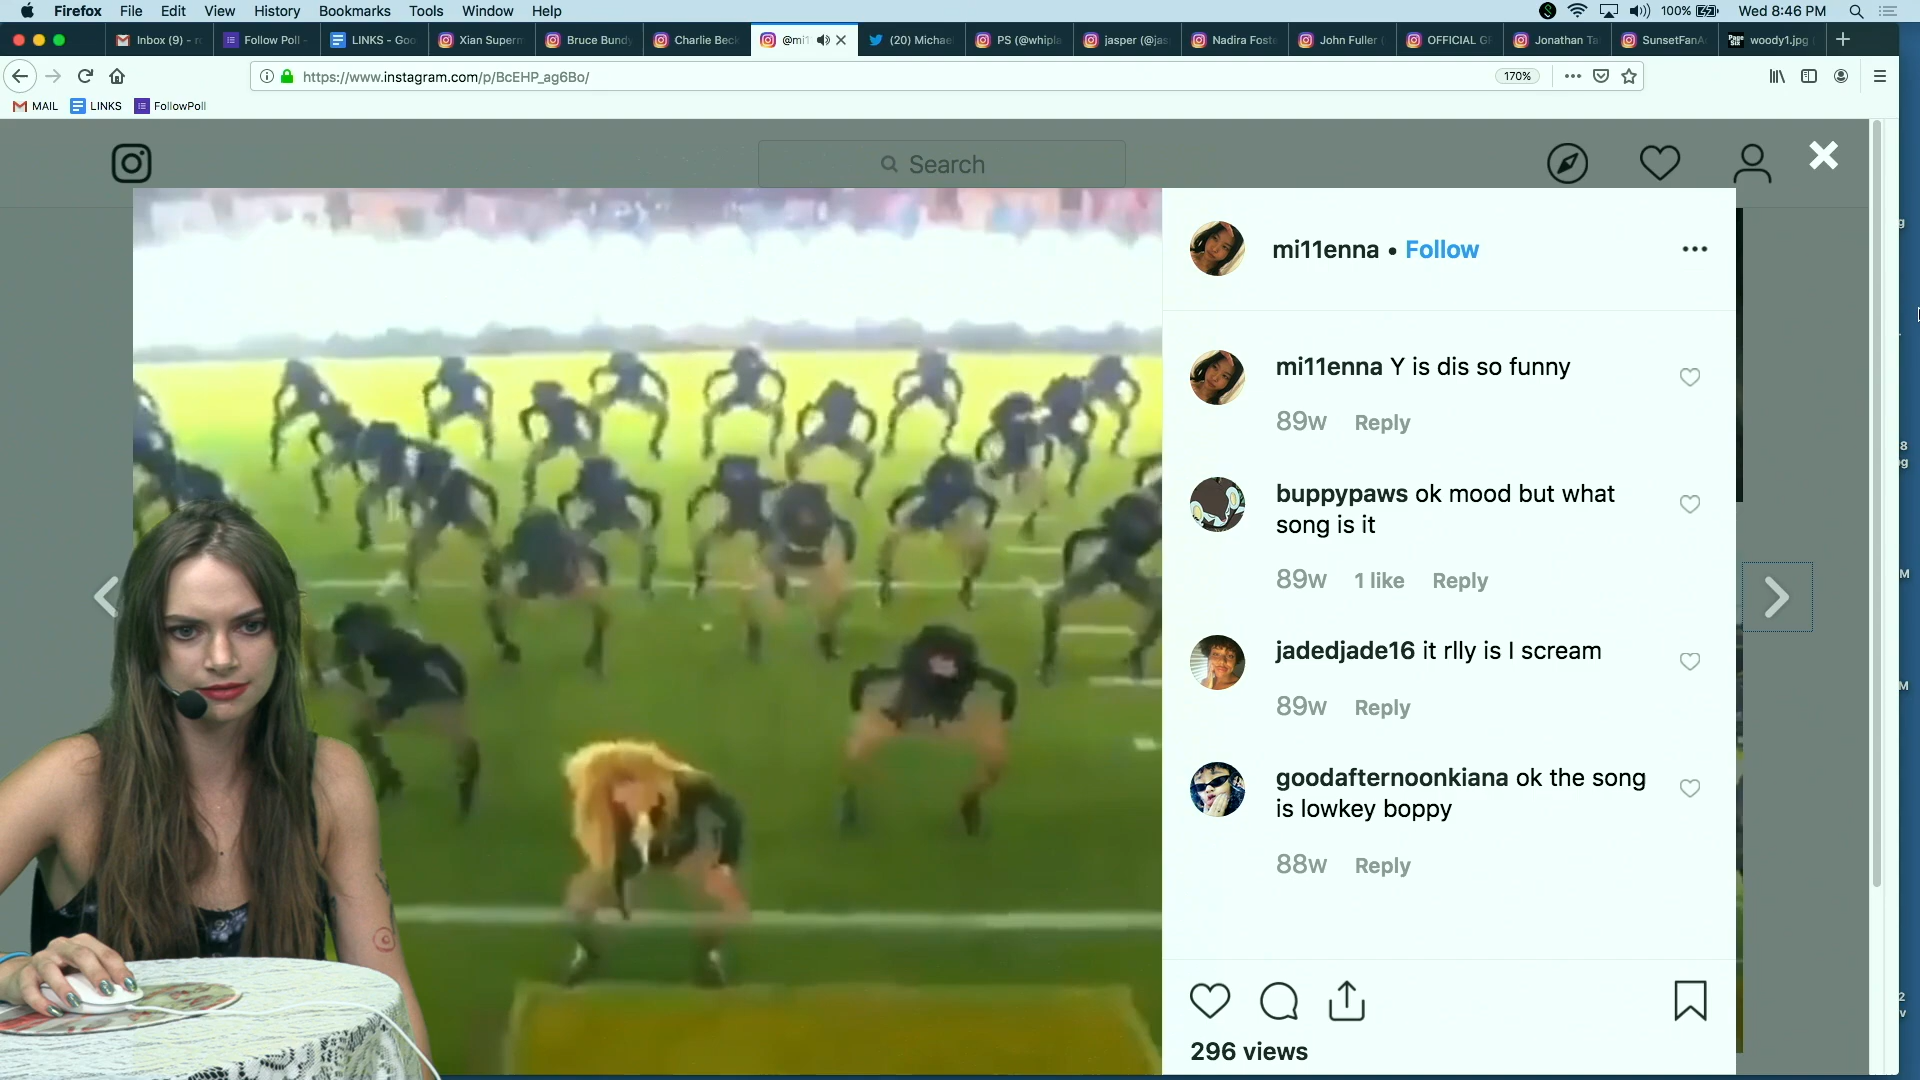 Firefox File Edit View History Bookmarks Tools Window Help 100% Wed 8:46 PM
Inbox (9) - Follow Poll - LINKS - Goo Xian Superm Bruce Bundy Charlie Beck @mi1 (20) Michae PS (@whipla jasper (@jas Nadira Foste John Fuller ( OFFICIAL G Jonathan Ta SunsetFanA woody1.jpg
https://www.instagram.com/p/BcEHP_ag6Bo/ 170%
MAIL LINKS FollowPoll
Search
mi11enna • Follow
mi11enna Y is dis so funny
89w Reply
buppypaws ok mood but what
song is it
89w 1 like Reply
jadedjade16 it rlly is I scream
89w Reply
goodafternoonkiana ok the song
is lowkey boppy
88w Reply
296 views